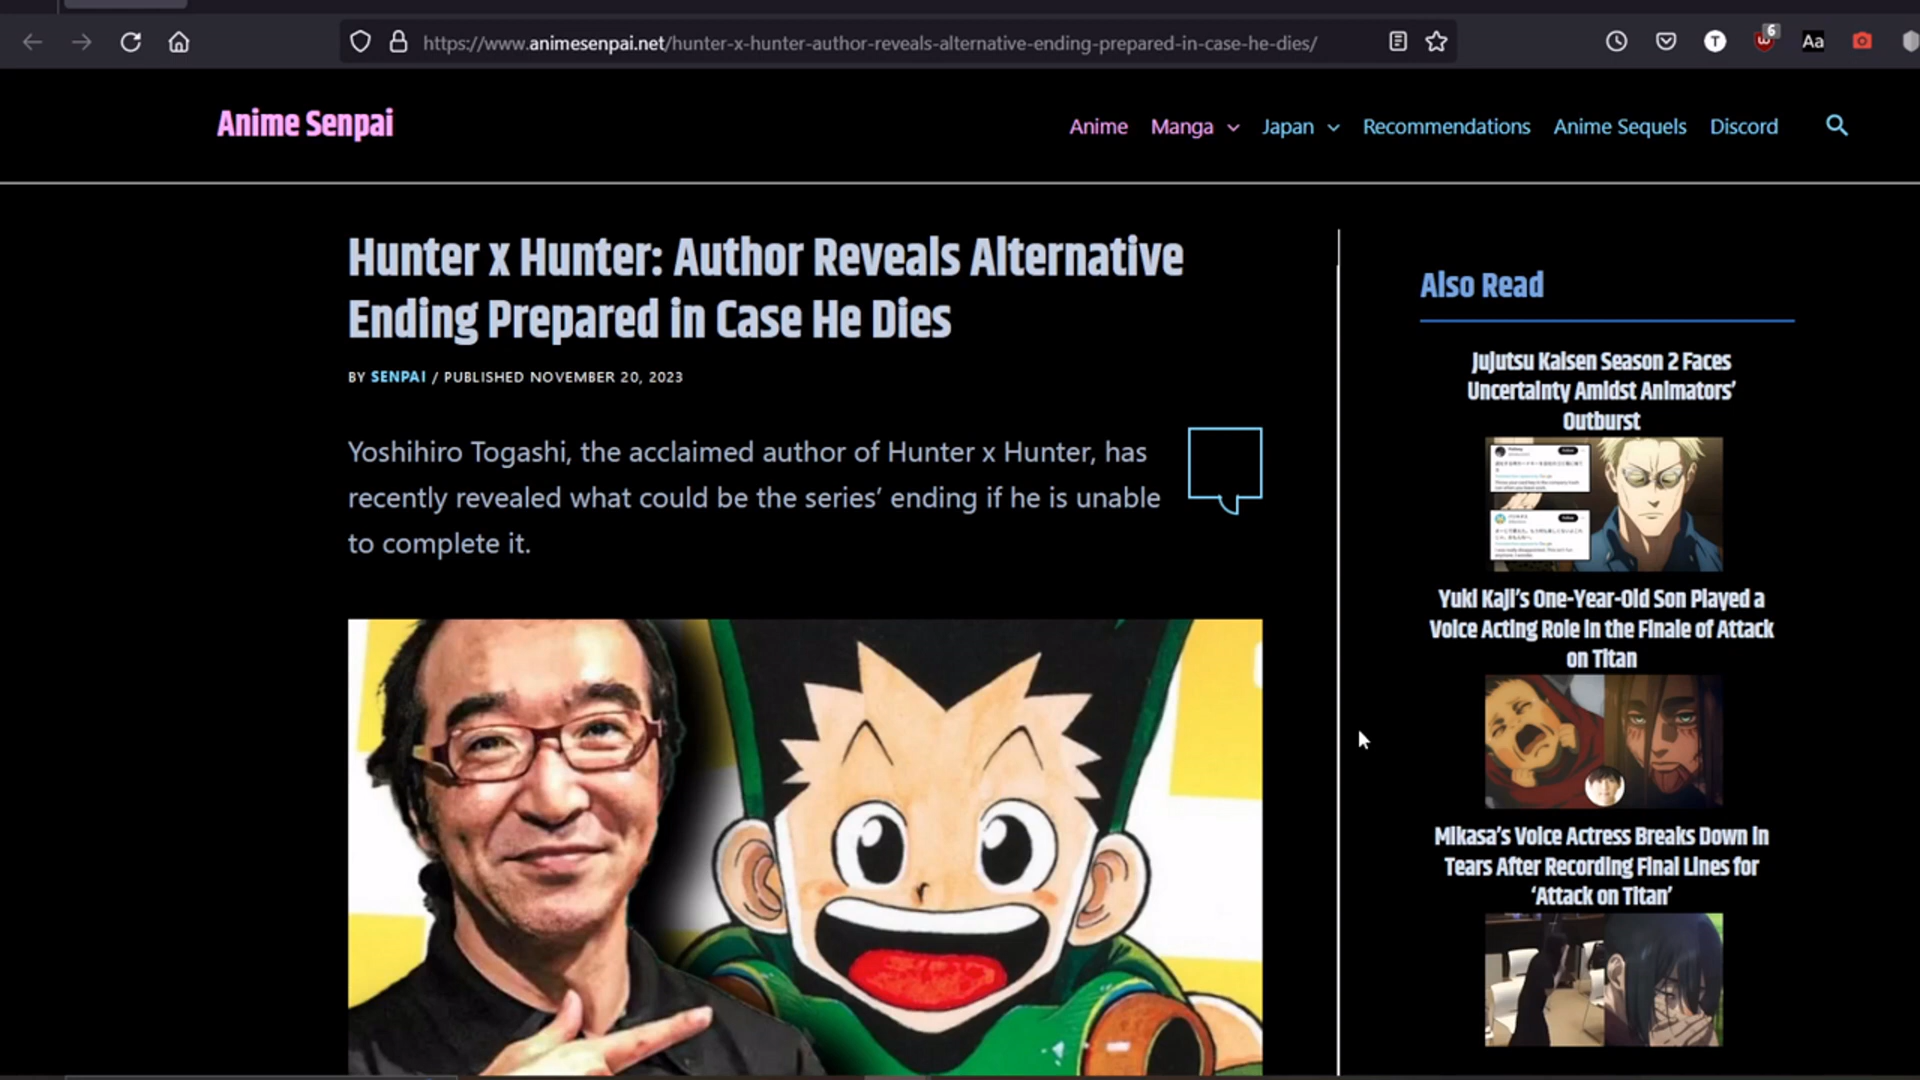 https://www.animesenpai.net/hunter-x-hunter-author-reveals-alternative-ending-prepared-in-case-he-dies/
T
6
Aa
Anime Senpai
Anime Manga Japan Recommendations Anime Sequels Discord
Hunter x Hunter: Author Reveals Alternative
Ending Prepared in Case He Dies
BY SENPAI / PUBLISHED NOVEMBER 20, 2023
Yoshihiro Togashi, the acclaimed author of Hunter x Hunter, has
recently revealed what could be the series’ ending if he is unable
to complete it.
Also Read
Jujutsu Kaisen Season 2 Faces
Uncertainty Amidst Animators’
Outburst
Yuki Kaji’s One-Year-Old Son Played a
Voice Acting Role in the Finale of Attack
on Titan
Mikasa’s Voice Actress Breaks Down in
Tears After Recording Final Lines for
‘Attack on Titan’